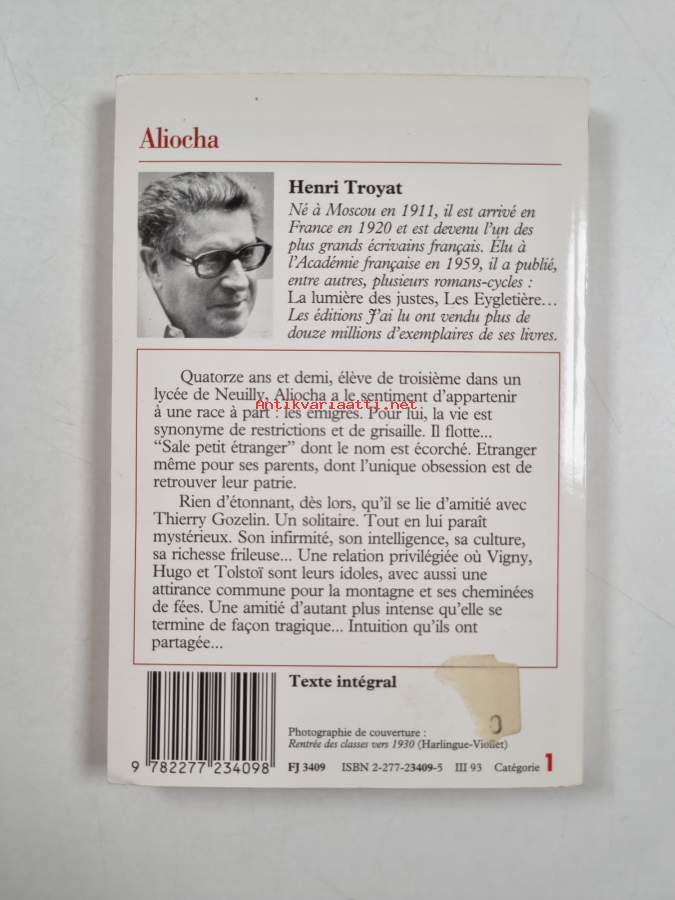 Aliocha
Henri Troyat
Né à Moscou en 1911, il est arrivé en
France en 1920 et est devenu l'un des
plus grands écrivains français. Élu à
l'Académie française en 1959, il a publié,
entre autres, plusieurs romans-cycles :
La lumière des justes, Les Eygletière...
Les éditions J'ai lu ont vendu plus de
douze millions d'exemplaires de ses livres.
Quatorze ans et demi, élève de troisième dans un
lycée de Neuilly, Aliocha a le sentiment d'appartenir
Antikvariaatti.net
à une race à part : les émigrés. Pour lui, la vie est
synonyme de restrictions et de grisaille. Il flotte...
“Sale petit étranger” dont le nom est écorché. Etranger
même pour ses parents, dont l'unique obsession est de
retrouver leur patrie.
Rien d'étonnant, dès lors, qu'il se lie d'amitié avec
Thierry Gozelin. Un solitaire. Tout en lui paraît
mystérieux. Son infirmité, son intelligence, sa culture,
sa richesse frileuse... Une relation privilégiée où Vigny,
Hugo et Tolstoï sont leurs idoles, avec aussi une
attirance commune pour la montagne et ses cheminées
de fées. Une amitié d'autant plus intense qu'elle se
termine de façon tragique... Intuition qu'ils ont
partagée...
Texte intégral
0
Photographie de couverture :
Rentrée des classes vers 1930 (Harlingue-Viollet)
9 782277 234098
FJ 3409 ISBN 2-277-23409-5 III 93 Catégorie 1